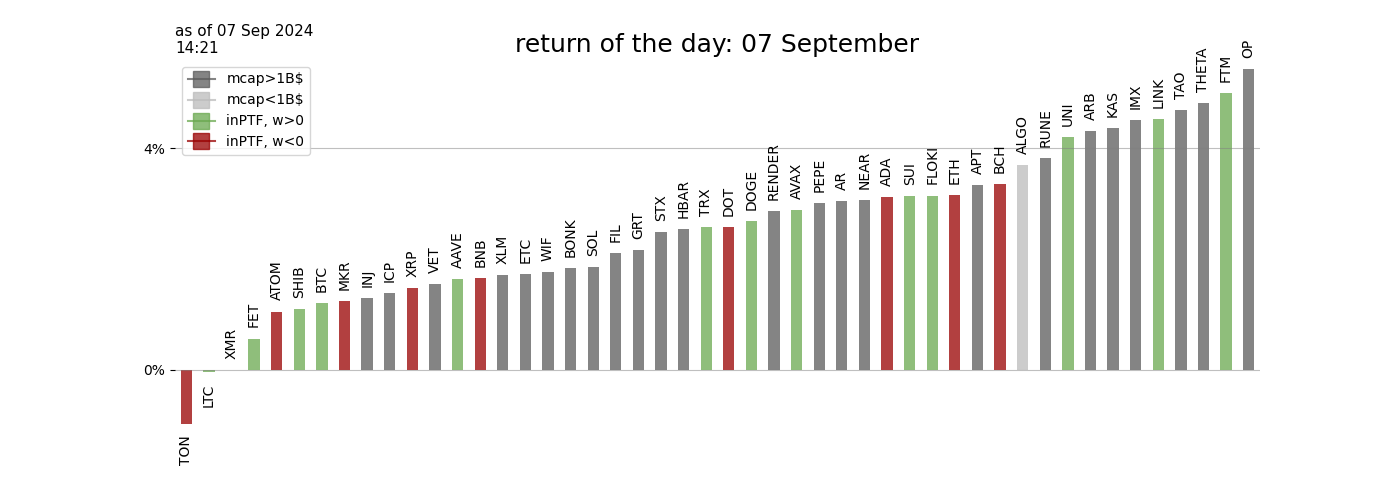 as of 07 Sep 2024
14:21
return of the day: 07 September
mcap>1B$
mcap<1B$
inPTF, w>0
inPTF, w<0
4%
0%
TON
LTC
XMR
FET
ATOM
SHIB
BTC
MKR
INJ
ICP
XRP
VET
AAVE
BNB
XLM
ETC
WIF
BONK
SOL
FIL
GRT
STX
HBAR
TRX
DOT
DOGE
RENDER
AVAX
PEPE
AR
NEAR
ADA
SUI
FLOKI
ETH
APT
BCH
ALGO
RUNE
UNI
ARB
KAS
IMX
LINK
TAO
THETA
FTM
OP